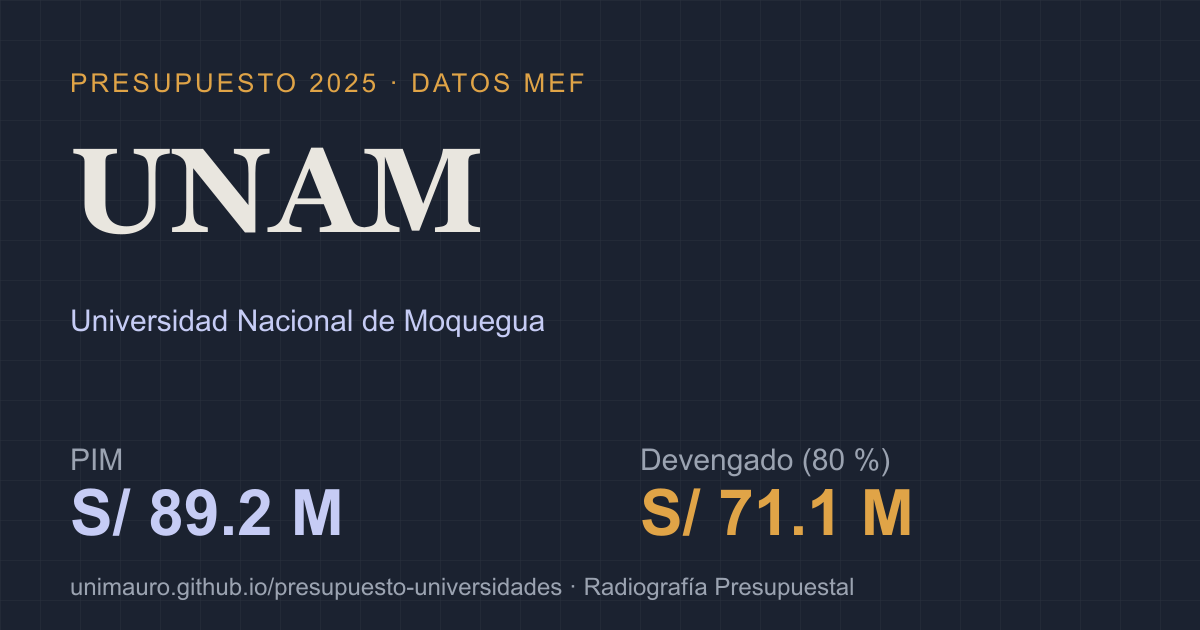 PRESUPUESTO 2025 · DATOS MEF
UNAM
Universidad Nacional de Moquegua
PIM
S/ 89.2 M
Devengado (80 %)
S/ 71.1 M
unimauro.github.io/presupuesto-universidades · Radiografía Presupuestal